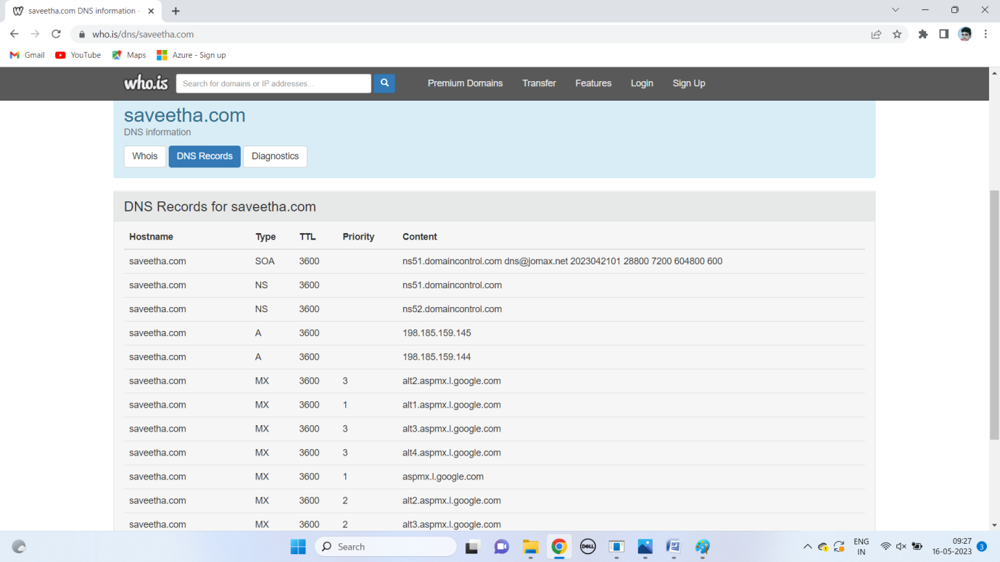 saveetha.com DNS information -
who.is/dns/saveetha.com
Gmail YouTube Maps Azure - Sign up
who.is Search for domains or IP addresses... Premium Domains Transfer Features Login Sign Up
saveetha.com
DNS information
Whois DNS Records Diagnostics
DNS Records for saveetha.com
Hostname Type TTL Priority Content
saveetha.com SOA 3600 ns51.domaincontrol.com dns@jomax.net 2023042101 28800 7200 604800 600
saveetha.com NS 3600 ns51.domaincontrol.com
saveetha.com NS 3600 ns52.domaincontrol.com
saveetha.com A 3600 198.185.159.145
saveetha.com A 3600 198.185.159.144
saveetha.com MX 3600 3 alt2.aspmx.l.google.com
saveetha.com MX 3600 1 alt1.aspmx.l.google.com
saveetha.com MX 3600 3 alt3.aspmx.l.google.com
saveetha.com MX 3600 3 alt4.aspmx.l.google.com
saveetha.com MX 3600 1 aspmx.l.google.com
saveetha.com MX 3600 2 alt2.aspmx.l.google.com
saveetha.com MX 3600 2 alt3.aspmx.l.google.com
Search DELL ENG 09:27 3
IN 16-05-2023